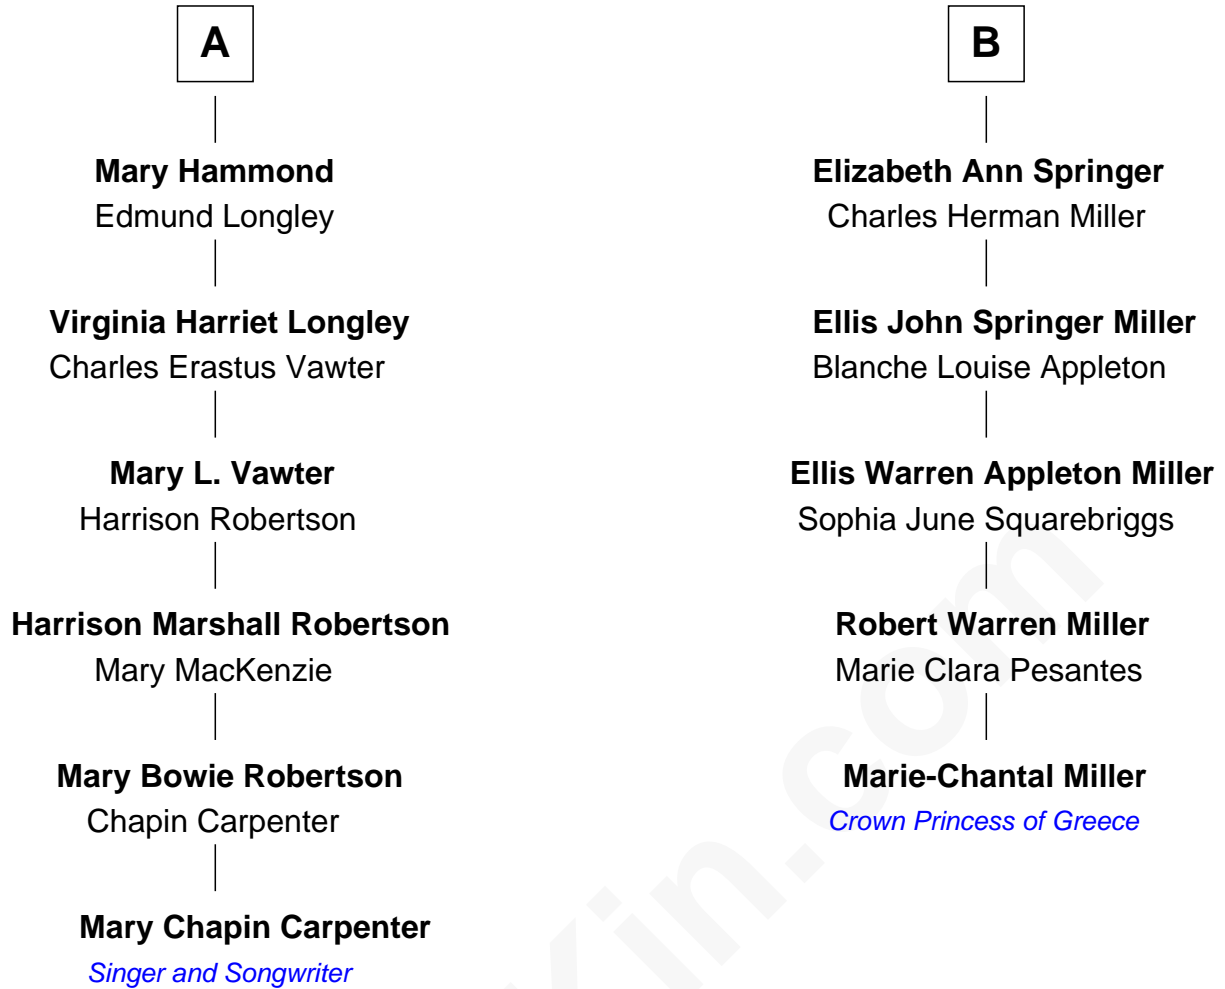 A
Mary Hammond
Edmund Longley
Virginia Harriet Longley
Charles Erastus Vawter
Mary L. Vawter
Harrison Robertson
Harrison Marshall Robertson
Mary MacKenzie
Mary Bowie Robertson
Chapin Carpenter
Mary Chapin Carpenter
Singer and Songwriter
B
Elizabeth Ann Springer
Charles Herman Miller
Ellis John Springer Miller
Blanche Louise Appleton
Ellis Warren Appleton Miller
Sophia June Squarebriggs
Robert Warren Miller
Marie Clara Pesantes
Marie-Chantal Miller
Crown Princess of Greece
Kin.com